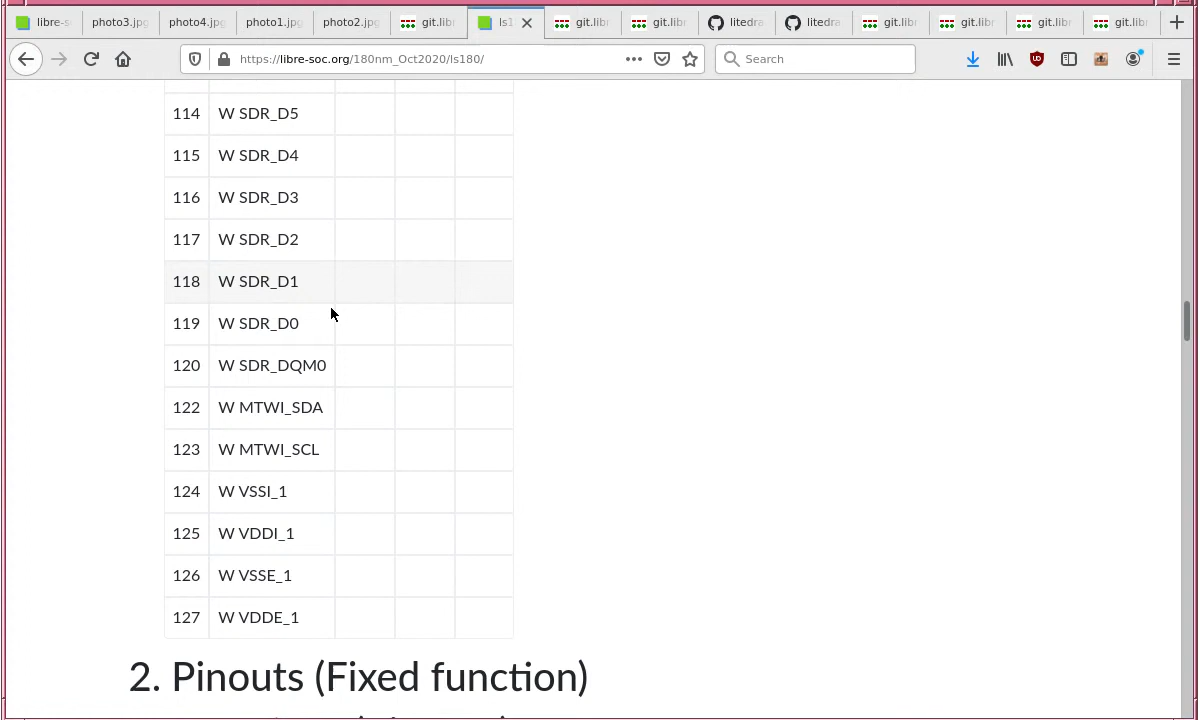 libre-s photo3.jpg photo4.jpg photo1.jpg photo2.jpg git.libr ls1 git.libr git.libr litedra litedra git.libr git.libr git.libr git.libr
https://libre-soc.org/180nm_Oct2020/ls180/ Search
114 W SDR_D5
115 W SDR_D4
116 W SDR_D3
117 W SDR_D2
118 W SDR_D1
119 W SDR_D0
120 W SDR_DQM0
122 W MTWI_SDA
123 W MTWI_SCL
124 W VSSI_1
125 W VDDI_1
126 W VSSE_1
127 W VDDE_1
2. Pinouts (Fixed function)